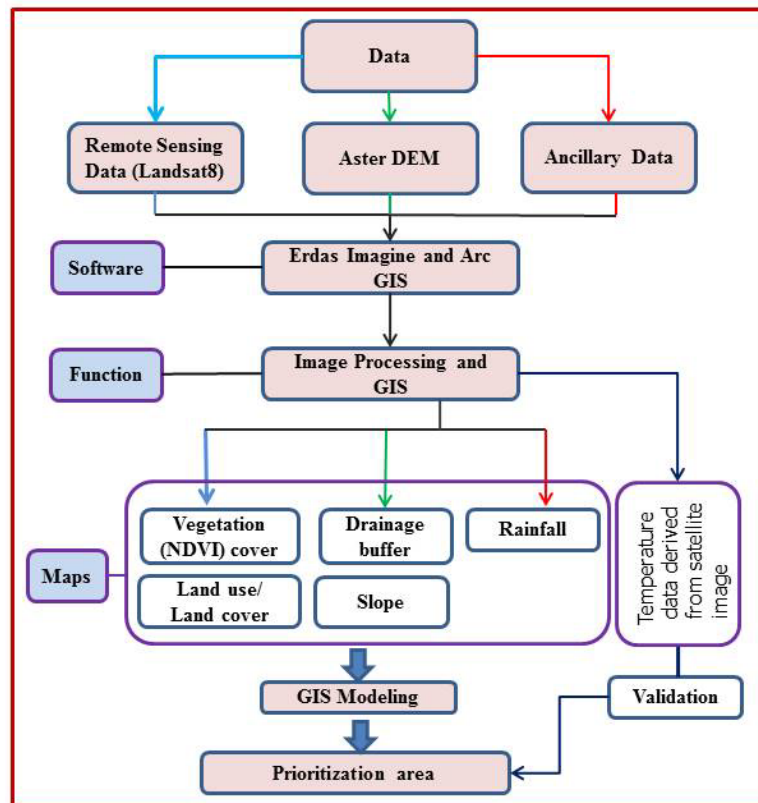 Data
Remote Sensing
Data (Landsat8)
Aster DEM
Ancillary Data
Software
Erdas Imagine and Arc
GIS
Function
Image Processing and
GIS
Maps
Vegetation
(NDVI) cover
Drainage
buffer
Rainfall
Land use/
Land cover
Slope
Temperature
data derived
from satellite
image
GIS Modeling
Validation
Prioritization area